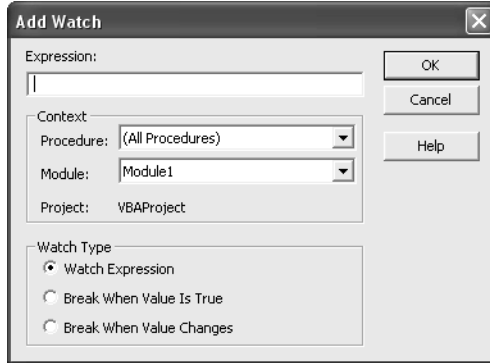 Add Watch
Expression:
OK
Cancel
Help
Context
Procedure: (All Procedures)
Module: Module1
Project: VBAProject
Watch Type
Watch Expression
Break When Value Is True
Break When Value Changes